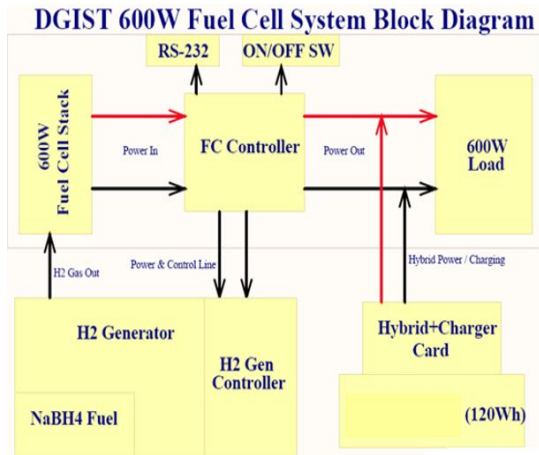 DGIST 600W Fuel Cell System Block Diagram
RS-232
ON/OFF SW
600W
Fuel Cell Stack
Power In
FC Controller
Power Out
600W
Load
H2 Gas Out
Power & Control Line
Hybrid Power / Charging
H2 Generator
H2 Gen
Controller
NaBH4 Fuel
Hybrid+Charger
Card
(120Wh)